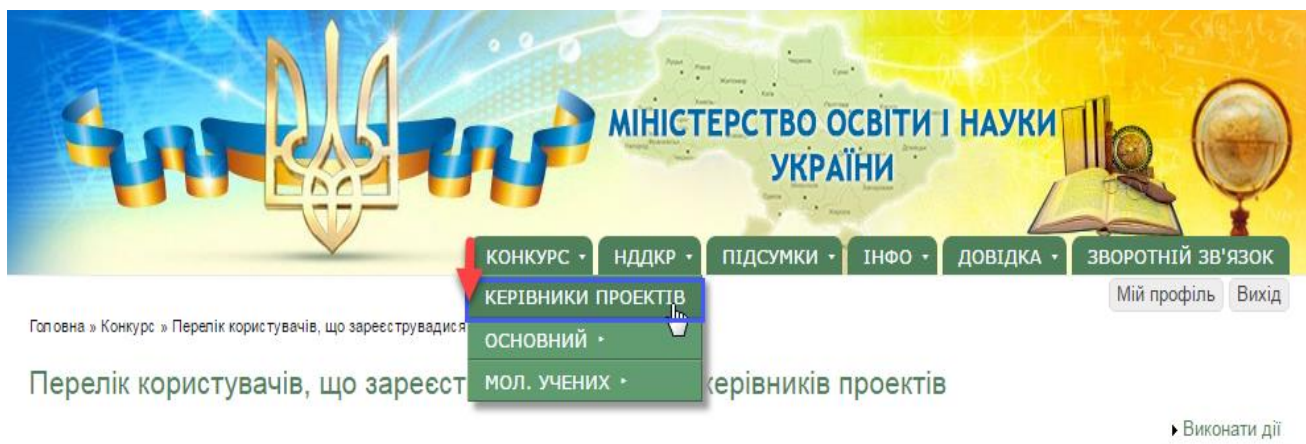 МІНІСТЕРСТВО ОСВІТИ І НАУКИ
УКРАЇНИ
КОНКУРС НДДКР ПІДСУМКИ ІНФО ДОВІДКА ЗВОРОТНІЙ ЗВ'ЯЗОК
КЕРІВНИКИ ПРОЕКТІВ
Мій профіль Вихід
Головна » Конкурс » Перелік користувачів, що зареєструвадися
ОСНОВНИЙ
МОЛ. УЧЕНИХ
Перелік користувачів, що зареєст керівників проектів
Виконати дії